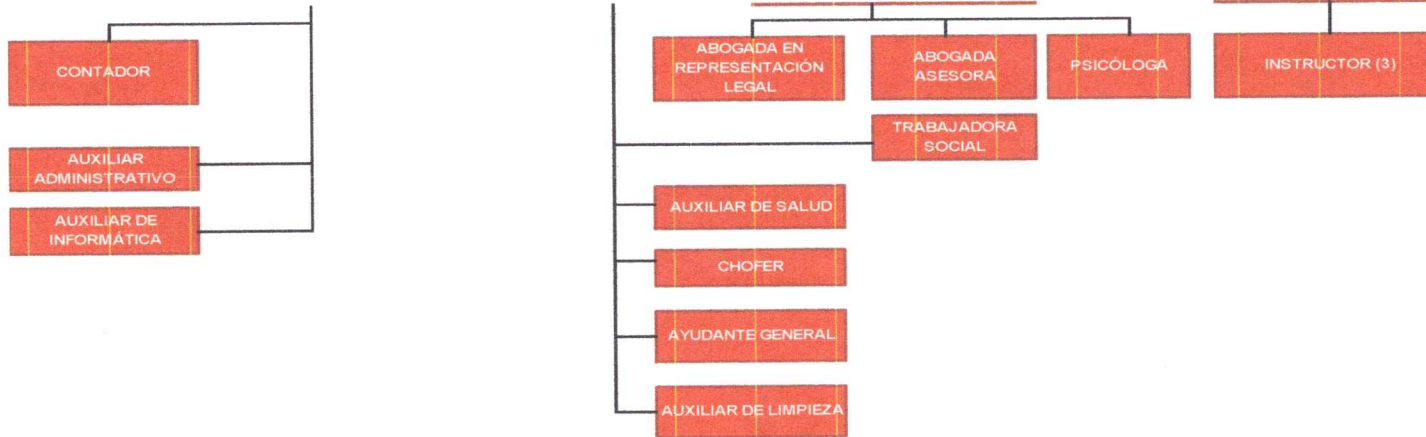 CONTADOR
AUXILIAR
ADMINISTRATIVO
AUXILIAR DE
INFORMÁTICA
ABOGADA EN
REPRESENTACIÓN
LEGAL
ABOGADA
ASESORA
PSICÓLOGA
INSTRUCTOR (3)
TRABAJADORA
SOCIAL
AUXILIAR DE SALUD
CHOFER
AYUDANTE GENERAL
AUXILIAR DE LIMPIEZA